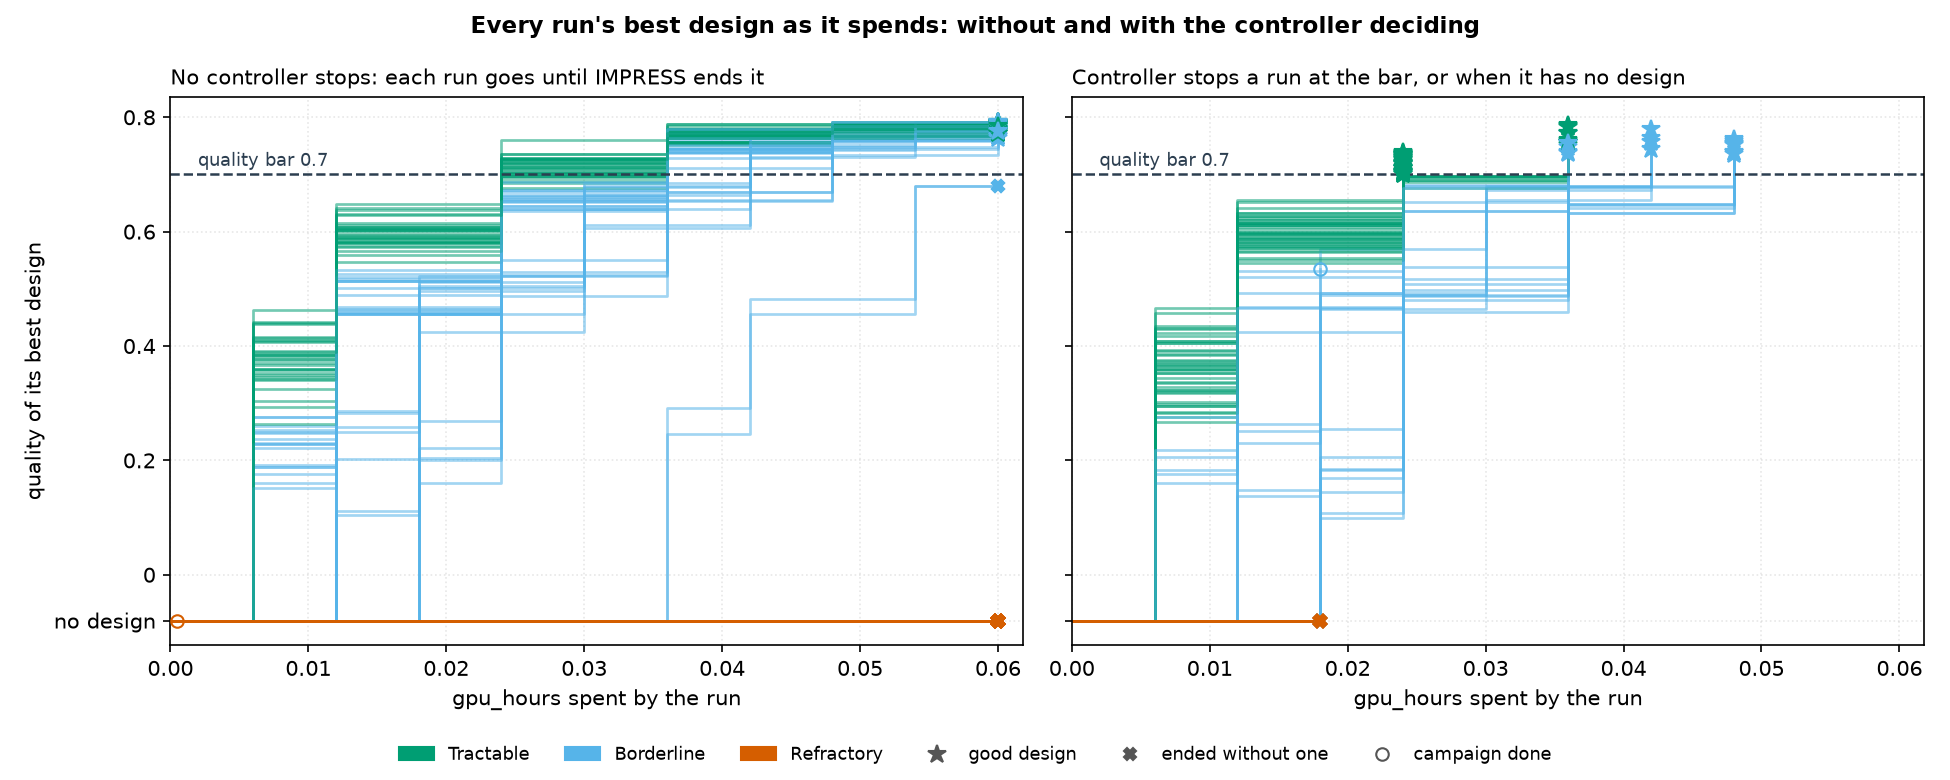 Every run's best design as it spends: without and with the controller deciding
No controller stops: each run goes until IMPRESS ends it
Controller stops a run at the bar, or when it has no design
quality of its best design
0.8
0.6
0.4
0.2
0
no design
quality bar 0.7
quality bar 0.7
0.00 0.01 0.02 0.03 0.04 0.05 0.06
0.00 0.01 0.02 0.03 0.04 0.05 0.06
gpu_hours spent by the run
gpu_hours spent by the run
Tractable Borderline Refractory good design ended without one campaign done